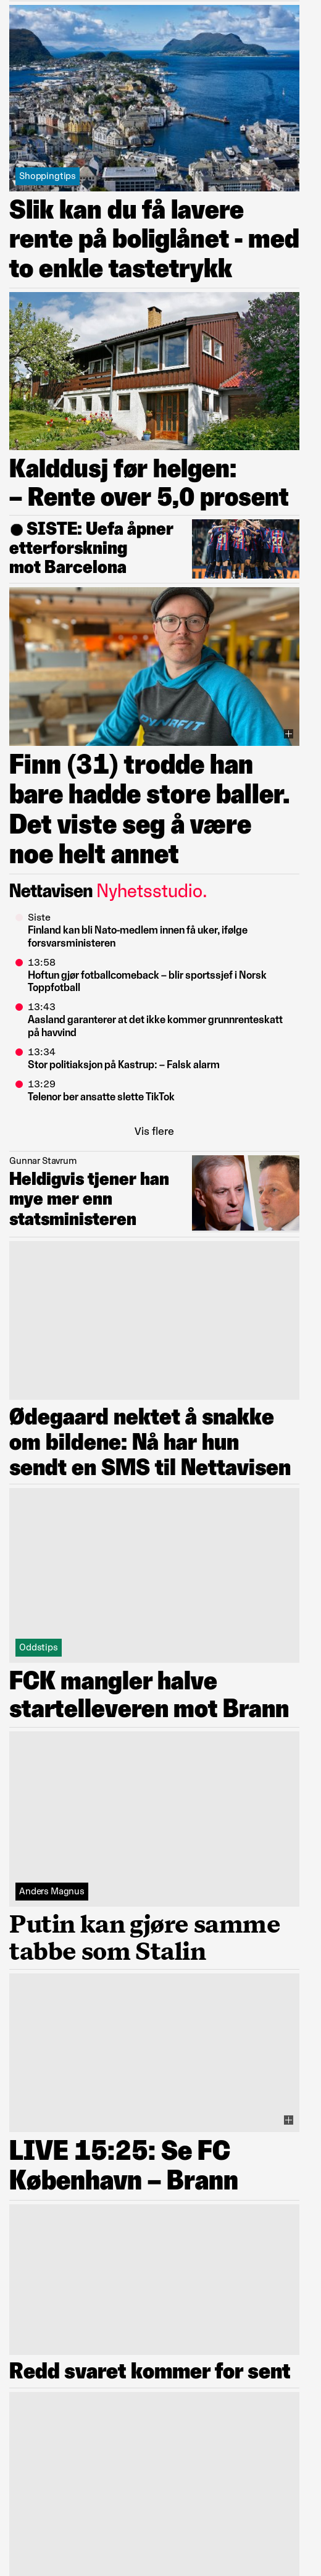 Shoppingtips
Slik kan du få lavere
rente på boliglånet - med
to enkle tastetrykk
Kalddusj før helgen:
– Rente over 5,0 prosent
SISTE: Uefa åpner
etterforskning
mot Barcelona
DYNAFIT
Finn (31) trodde han
bare hadde store baller.
Det viste seg å være
noe helt annet
Nettavisen Nyhetsstudio.
Siste
Finland kan bli Nato-medlem innen få uker, ifølge
forsvarsministeren
13:58
Hoftun gjør fotballcomeback – blir sportssjef i Norsk
Toppfotball
13:43
Aasland garanterer at det ikke kommer grunnrenteskatt
på havvind
13:34
Stor politiaksjon på Kastrup: – Falsk alarm
13:29
Telenor ber ansatte slette TikTok
Vis flere
Gunnar Stavrum
Heldigvis tjener han
mye mer enn
statsministeren
Ødegaard nektet å snakke
om bildene: Nå har hun
sendt en SMS til Nettavisen
Oddstips
FCK mangler halve
startelleveren mot Brann
Anders Magnus
Putin kan gjøre samme
tabbe som Stalin
LIVE 15:25: Se FC
København – Brann
Redd svaret kommer for sent